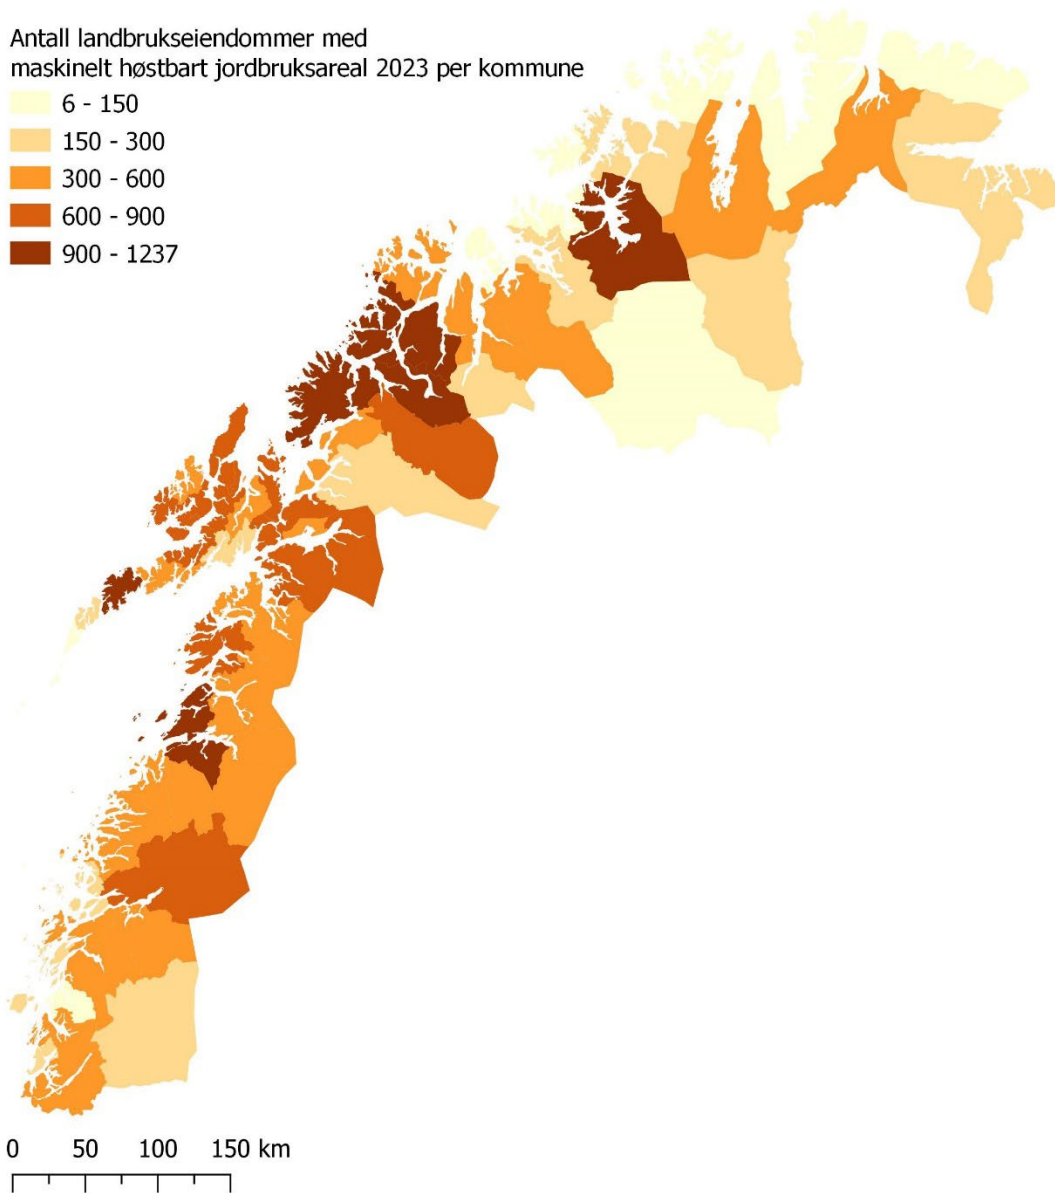 Antall landbrukseiendommer med
maskinelt høstbart jordbruksareal 2023 per kommune
6 - 150
150 - 300
300 - 600
600 - 900
900 - 1237
0 50 100 150 km